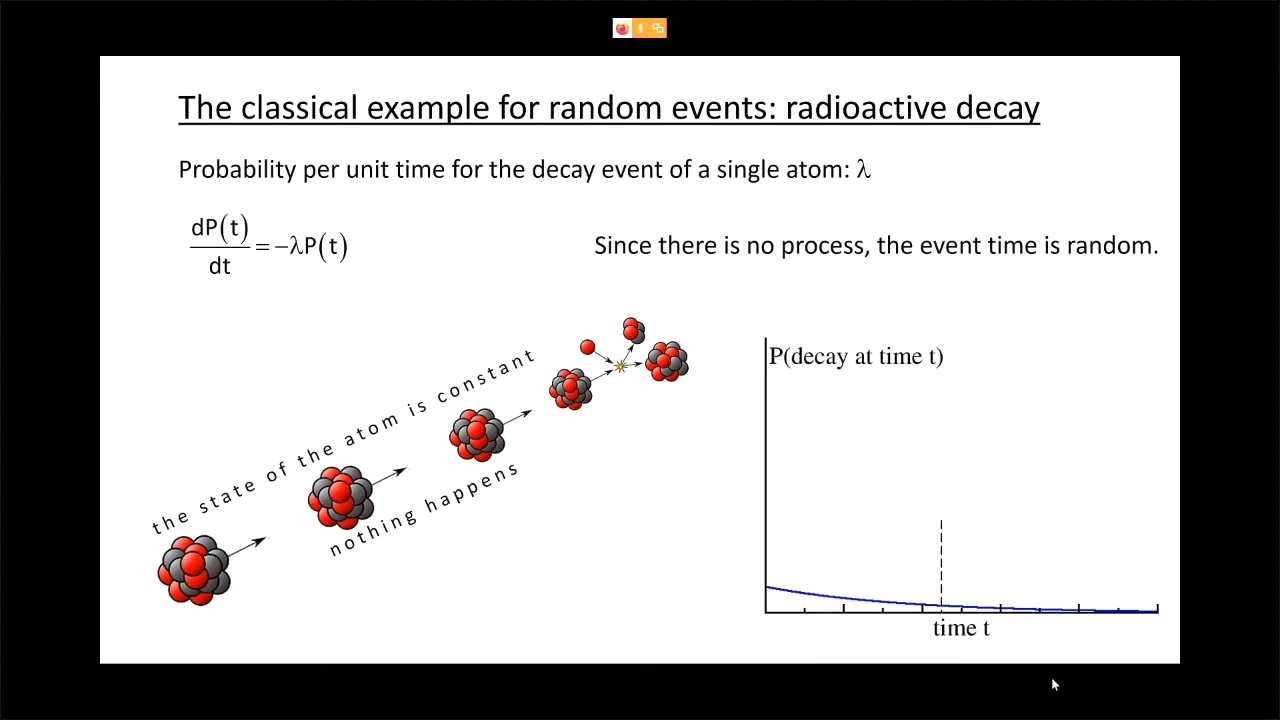 The classical example for random events: radioactive decay
Probability per unit time for the decay event of a single atom: λ
dP(t)/dt = −λP(t)
Since there is no process, the event time is random.
the state of the atom is constant
nothing happens
P(decay at time t)
time t